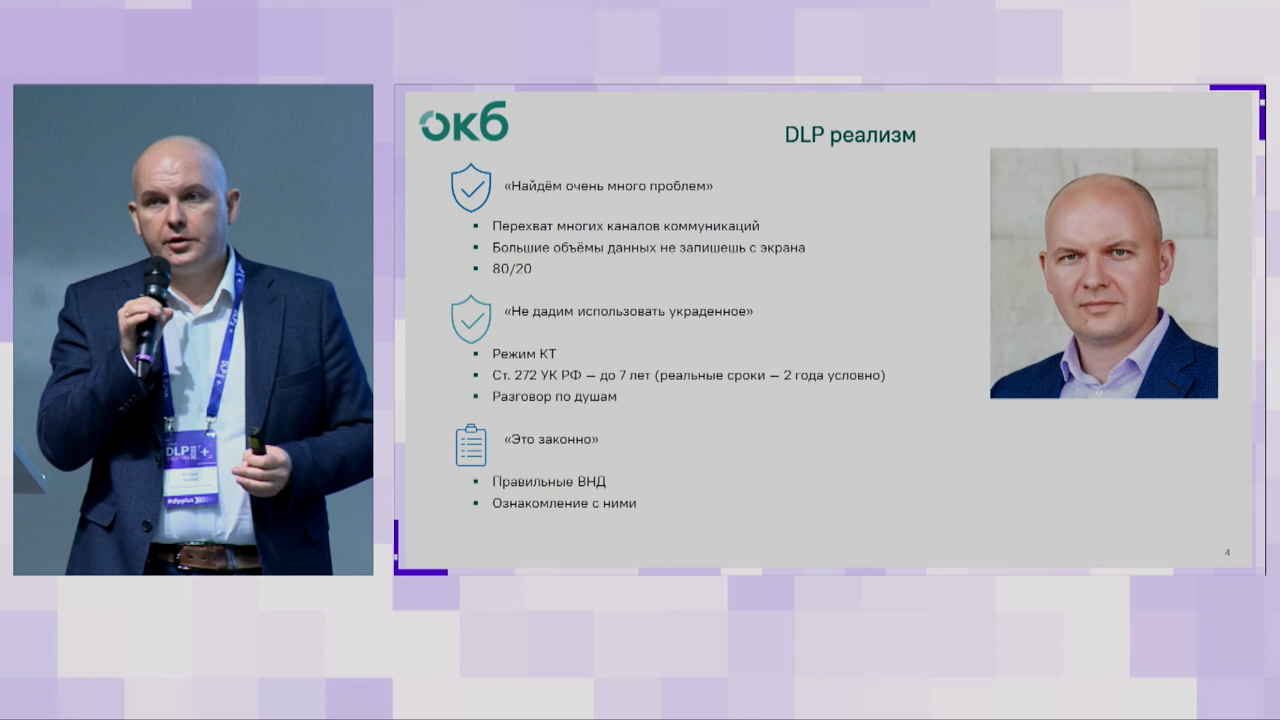 окб
DLP реализм
«Найдём очень много проблем»
▪ Перехват многих каналов коммуникаций
▪ Большие объёмы данных не запишешь с экрана
▪ 80/20
«Не дадим использовать украденное»
▪ Режим КТ
▪ Ст. 272 УК РФ – до 7 лет (реальные сроки – 2 года условно)
▪ Разговор по душам
«Это законно»
▪ Правильные ВНД
▪ Ознакомление с ними
4
DLP +